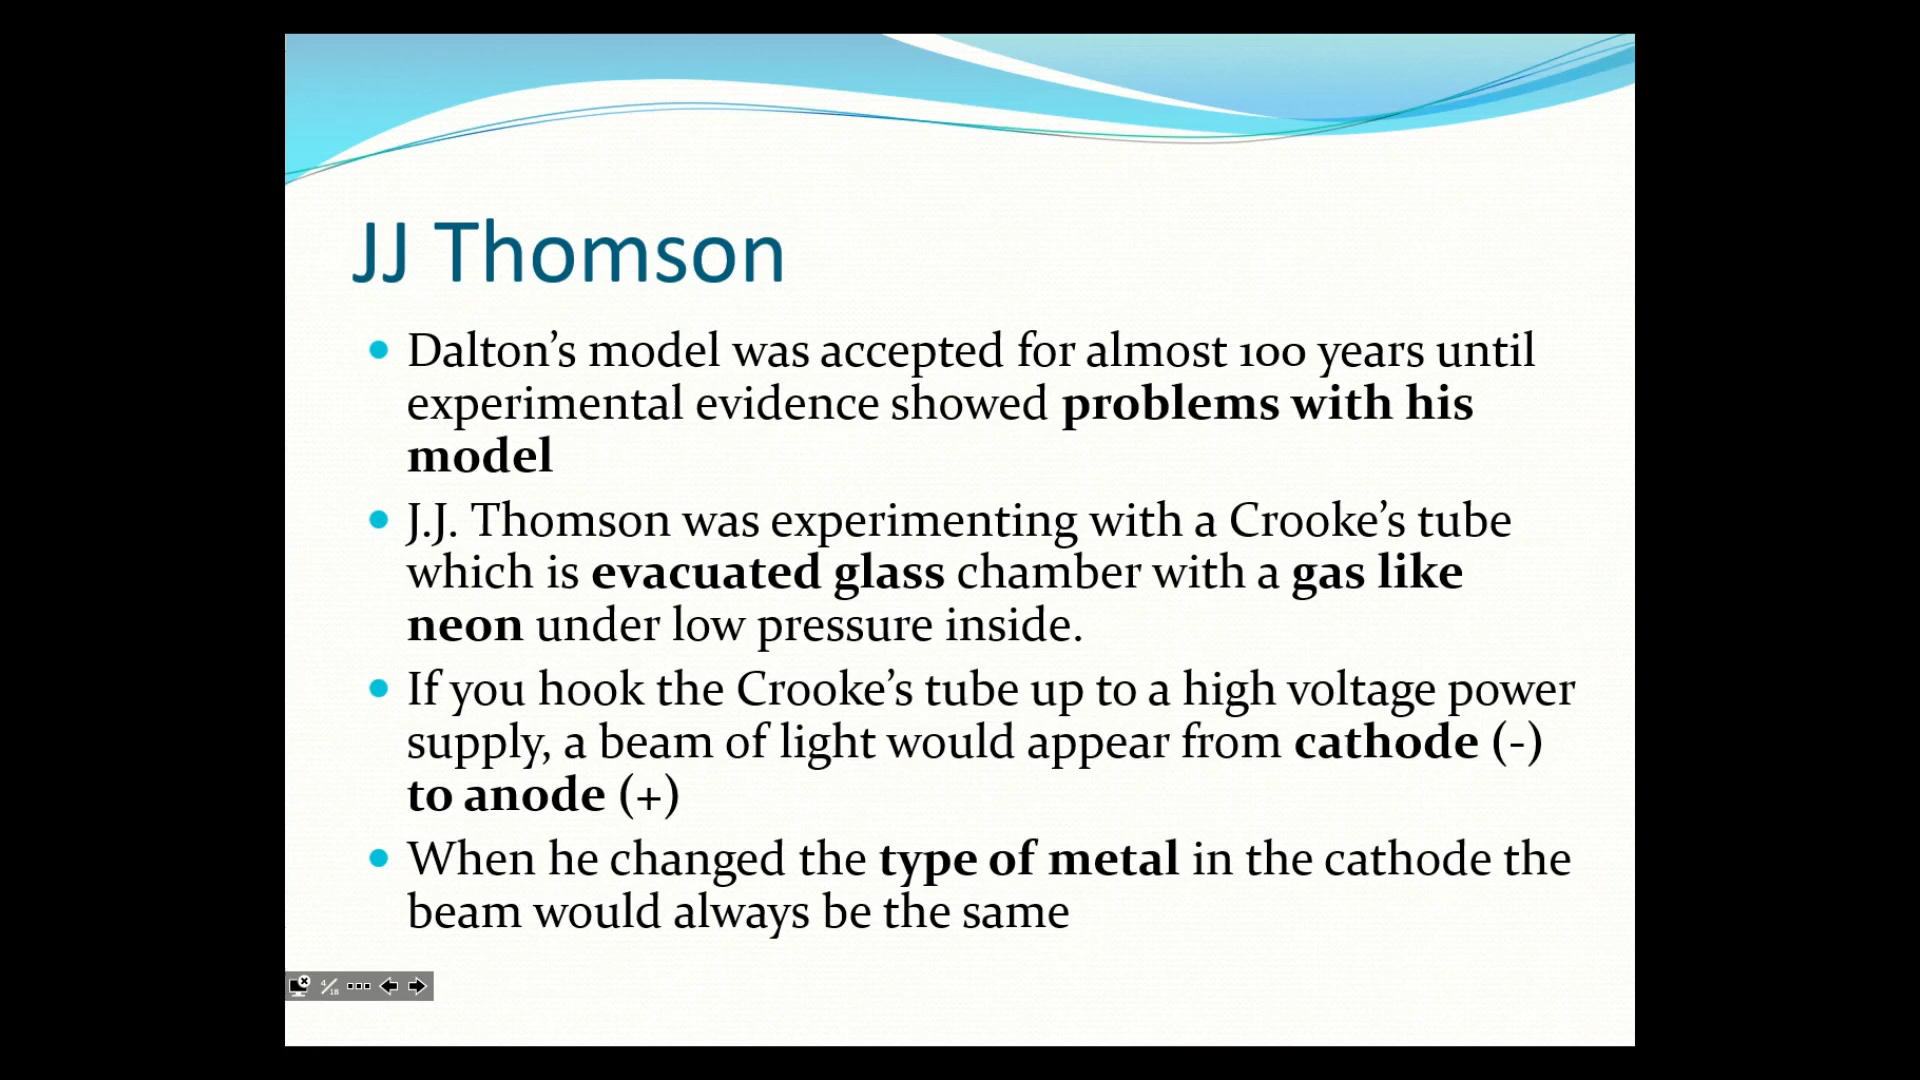 JJ Thomson
• Dalton’s model was accepted for almost 100 years until
experimental evidence showed problems with his
model
• J.J. Thomson was experimenting with a Crooke’s tube
which is evacuated glass chamber with a gas like
neon under low pressure inside.
• If you hook the Crooke’s tube up to a high voltage power
supply, a beam of light would appear from cathode (-)
to anode (+)
• When he changed the type of metal in the cathode the
beam would always be the same
4/18